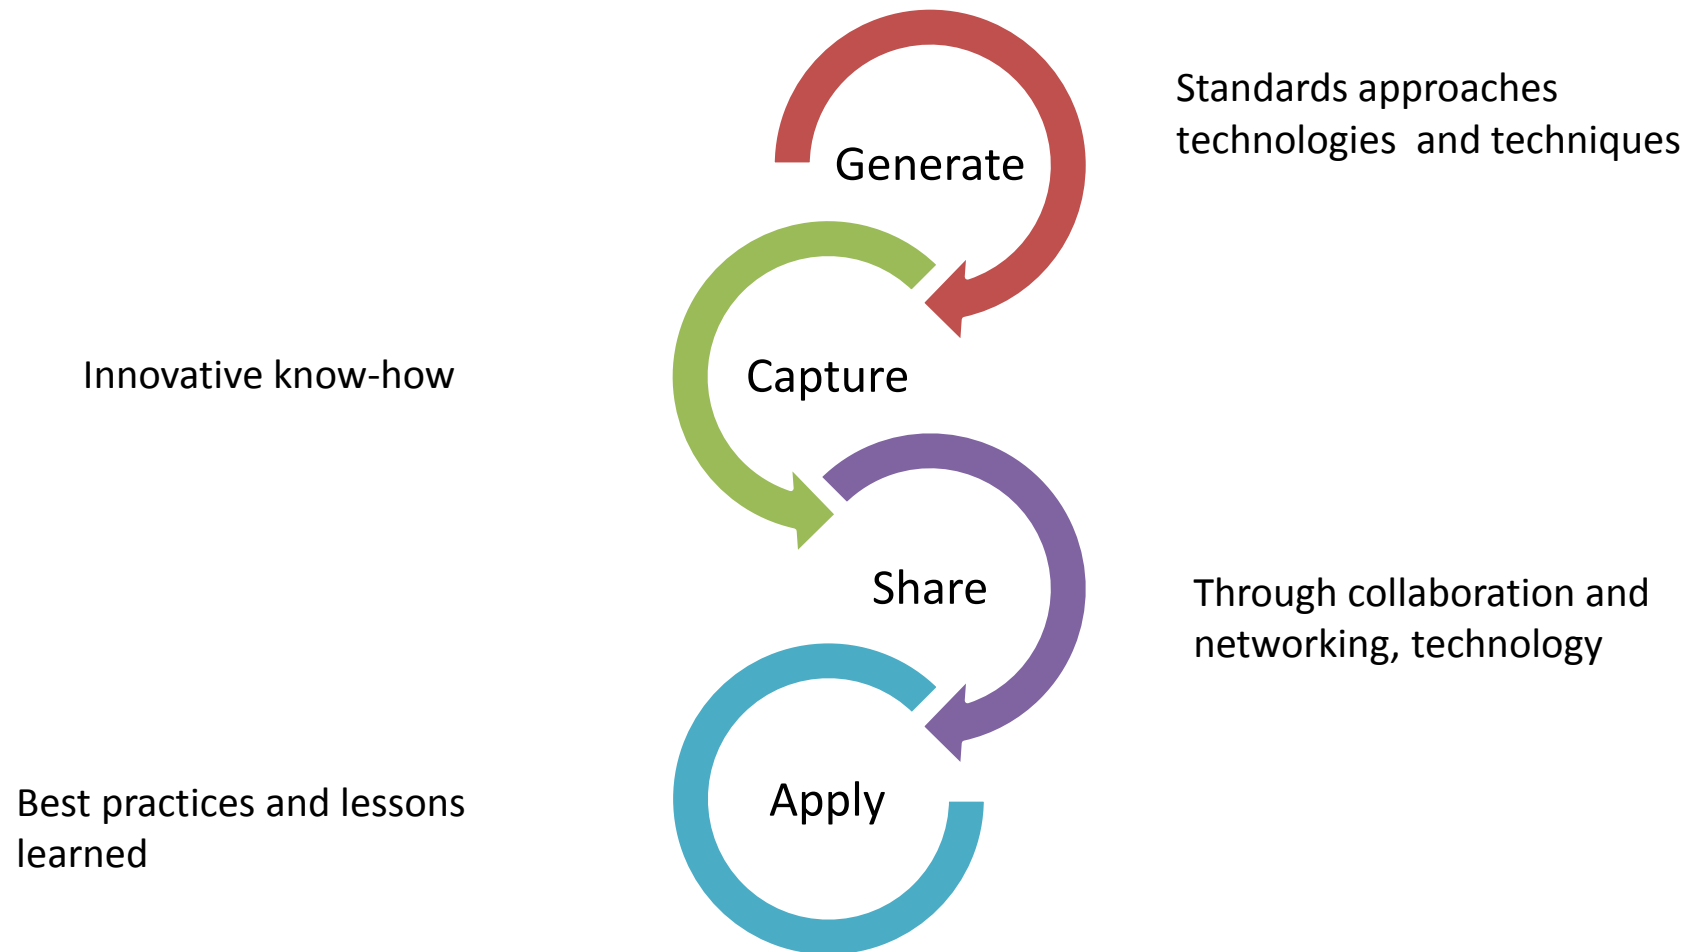 Generate
Standards approaches
technologies  and techniques
Capture
Innovative know-how
Share
Through collaboration and
networking, technology
Apply
Best practices and lessons
learned